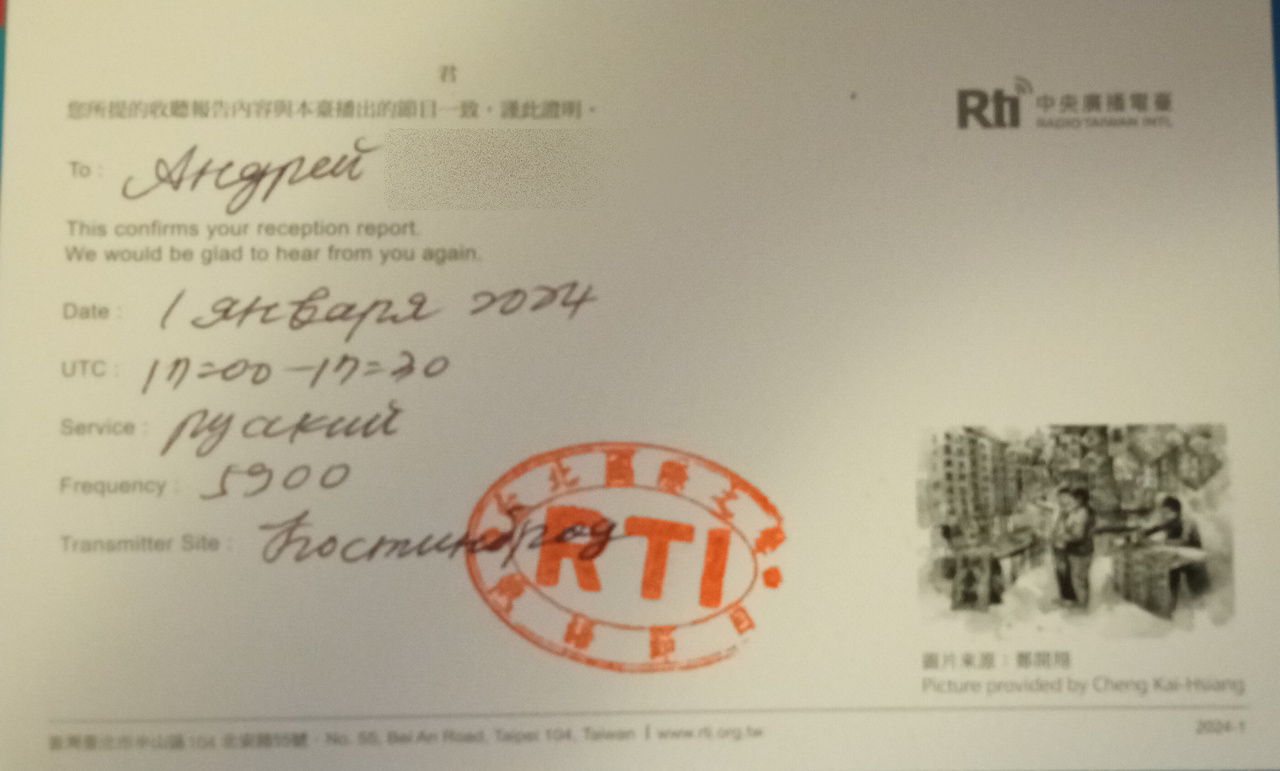 君
您所提的收聽報告內容與本臺播出的節目一致，謹此證明。
Rti 中央廣播電臺
RADIO TAIWAN INTL
To : Андрей
This confirms your reception report.
We would be glad to hear from you again.
Date : 1 января 2024
UTC : 17=00 - 17=30
Service : русский
Frequency : 5900
Transmitter Site : Костинброд
RTI
圖片來源：鄭開翔
Picture provided by Cheng Kai-Hsiang
臺灣臺北市中山區104 北安路55號，No. 55, Bei An Road, Taipei 104, Taiwan | www.rti.org.tw
2024-1